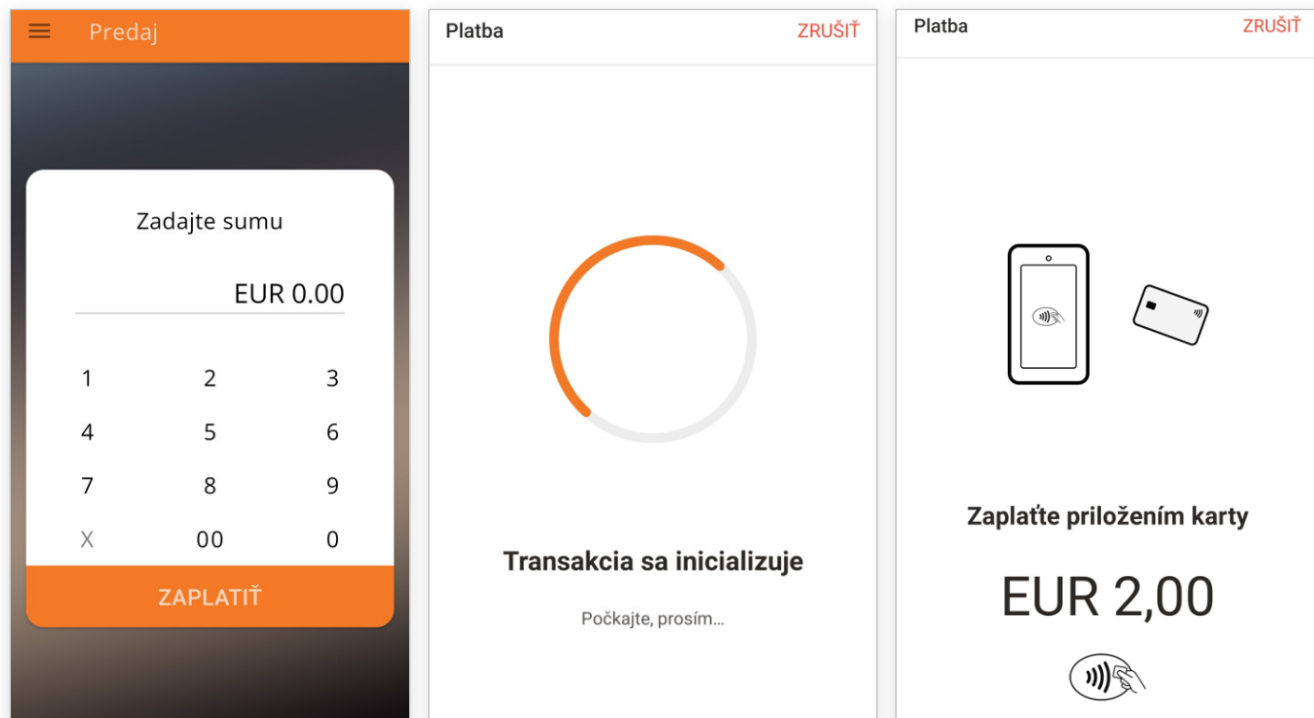 Predaj
Zadajte sumu
EUR 0.00
1 2 3
4 5 6
7 8 9
X 00 0
ZAPLATIŤ
Platba ZRUŠIŤ
Transakcia sa inicializuje
Počkajte, prosím...
Platba ZRUŠIŤ
Zaplaťte priložením karty
EUR 2,00